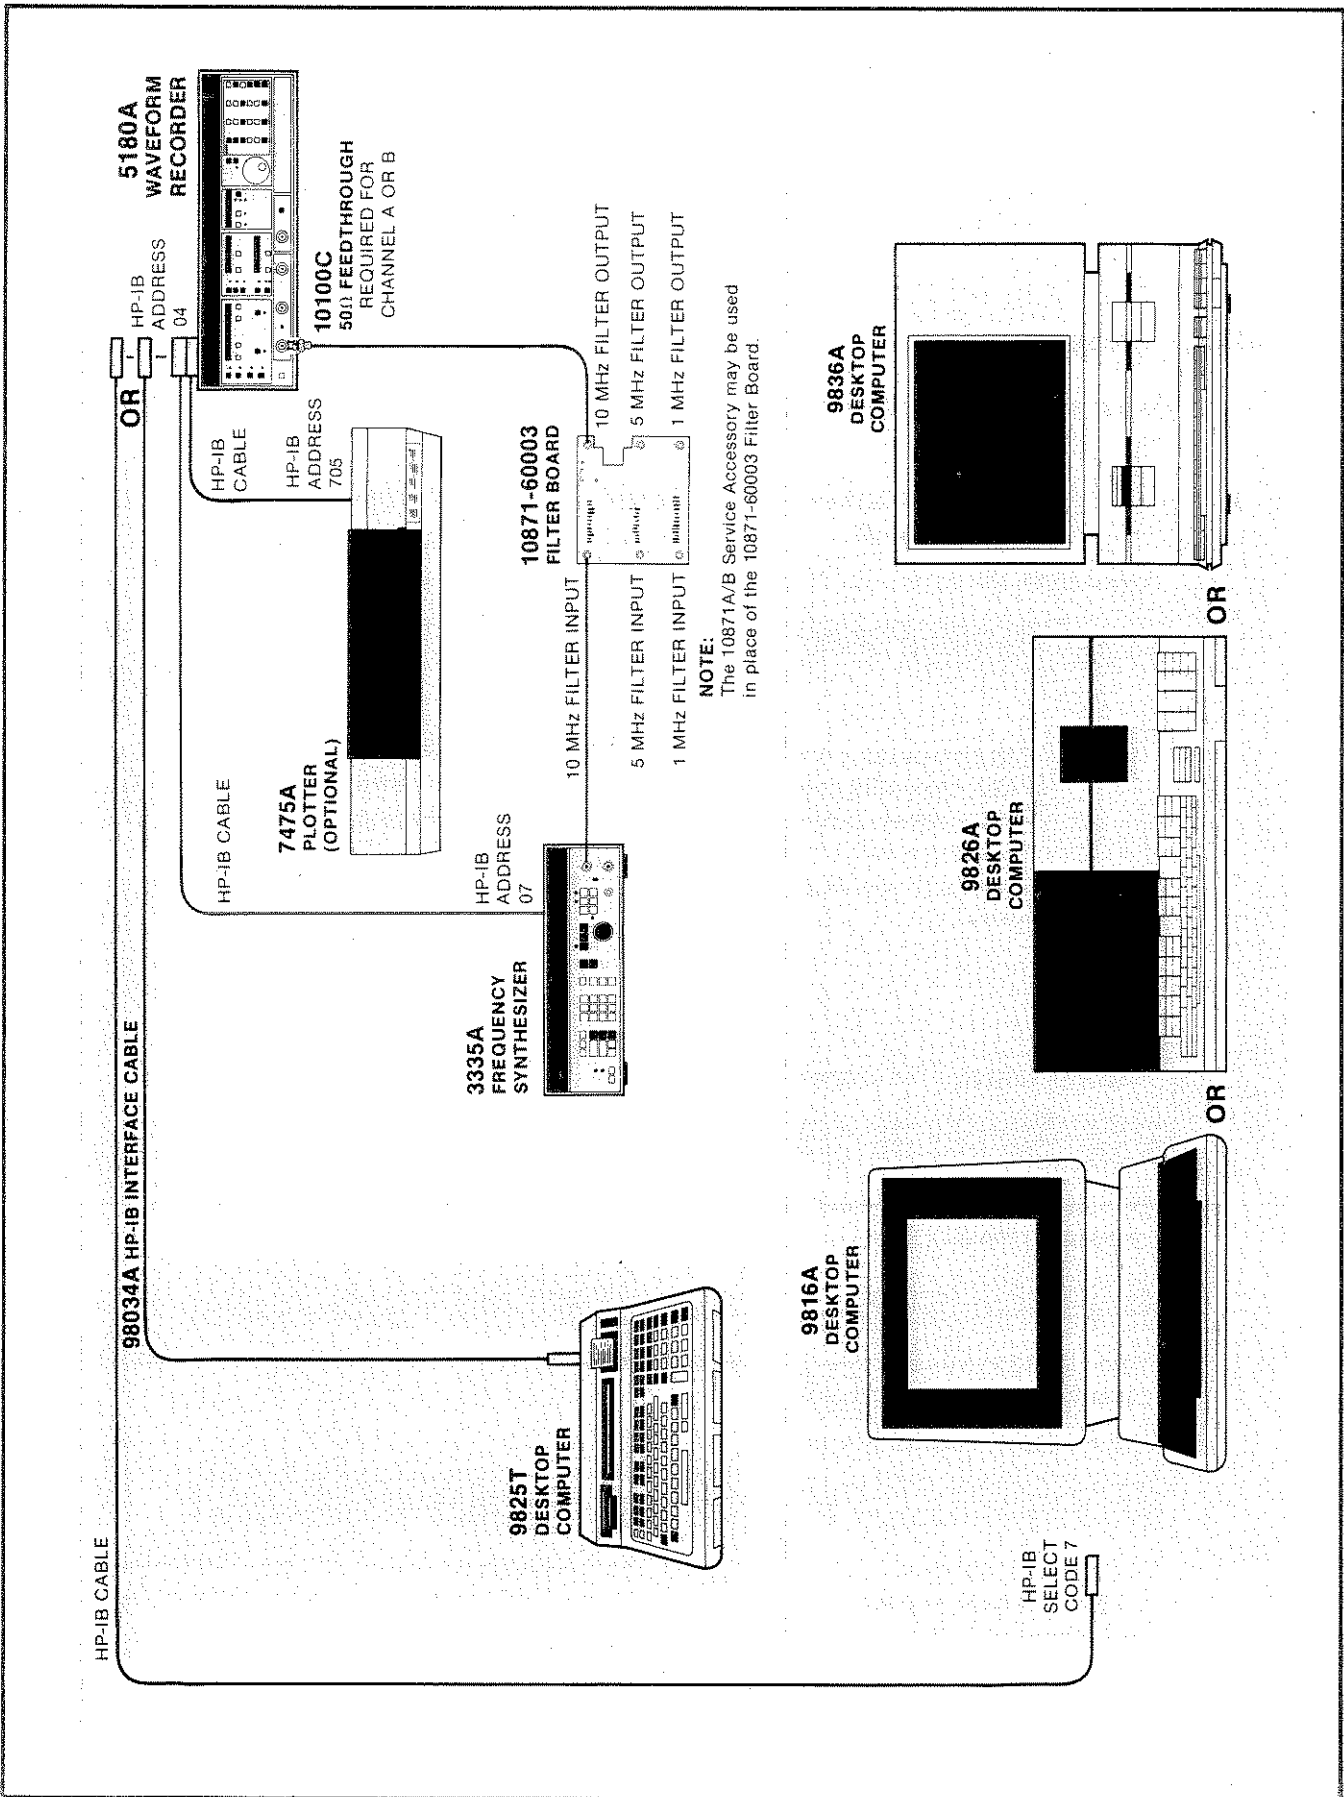 HP-IB CABLE
98034A HP-IB INTERFACE CABLE
OR
HP-IB
ADDRESS
04
5180A
WAVEFORM
RECORDER
10100C
50Ω FEEDTHROUGH
REQUIRED FOR
CHANNEL A OR B
HP-IB
CABLE
HP-IB
ADDRESS
705
HP-IB CABLE
7475A
PLOTTER
(OPTIONAL)
HP-IB
ADDRESS
07
3335A
FREQUENCY
SYNTHESIZER
9825T
DESKTOP
COMPUTER
10871-60003
FILTER BOARD
10 MHz FILTER INPUT
10 MHz FILTER OUTPUT
5 MHz FILTER INPUT
5 MHz FILTER OUTPUT
1 MHz FILTER INPUT
1 MHz FILTER OUTPUT
NOTE:
The 10871A/B Service Accessory may be used
in place of the 10871-60003 Filter Board.
HP-IB
SELECT
CODE 7
9816A
DESKTOP
COMPUTER
OR
9826A
DESKTOP
COMPUTER
OR
9836A
DESKTOP
COMPUTER